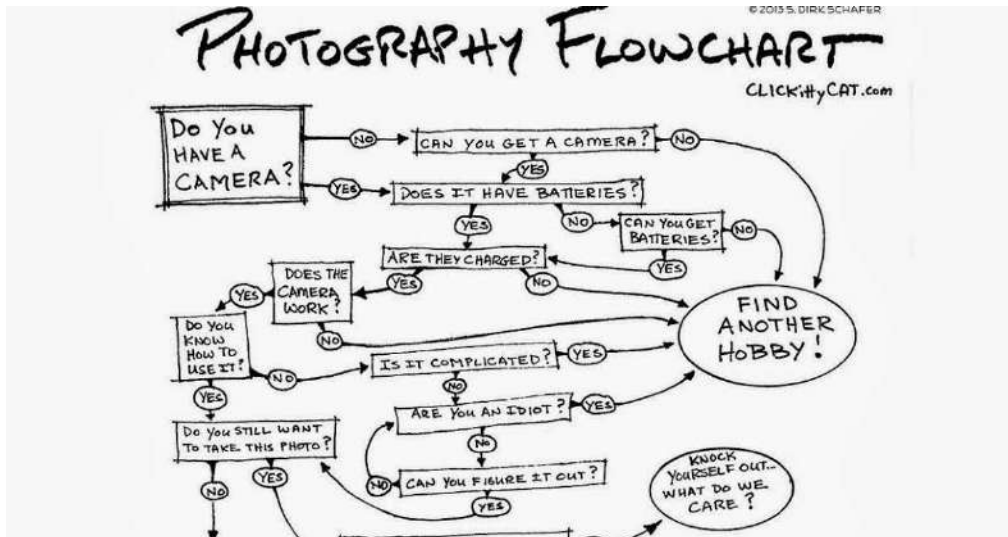 © 2013 S. DIRK SCHAFER
PHOTOGRAPHY FLOWCHART
CLICKittyCAT.com
DO YOU
HAVE A
CAMERA?
NO
CAN YOU GET A CAMERA?
NO
YES
YES
DOES IT HAVE BATTERIES?
YES
NO
CAN YOU GET
BATTERIES?
NO
YES
ARE THEY CHARGED?
YES
NO
DOES THE
CAMERA
WORK?
YES
NO
FIND
ANOTHER
HOBBY!
DO YOU
KNOW
HOW TO
USE IT?
NO
YES
IS IT COMPLICATED?
YES
NO
ARE YOU AN IDIOT?
YES
NO
DO YOU STILL WANT
TO TAKE THIS PHOTO?
NO
YES
CAN YOU FIGURE IT OUT?
NO
YES
KNOCK
YOURSELF OUT...
WHAT DO WE
CARE?